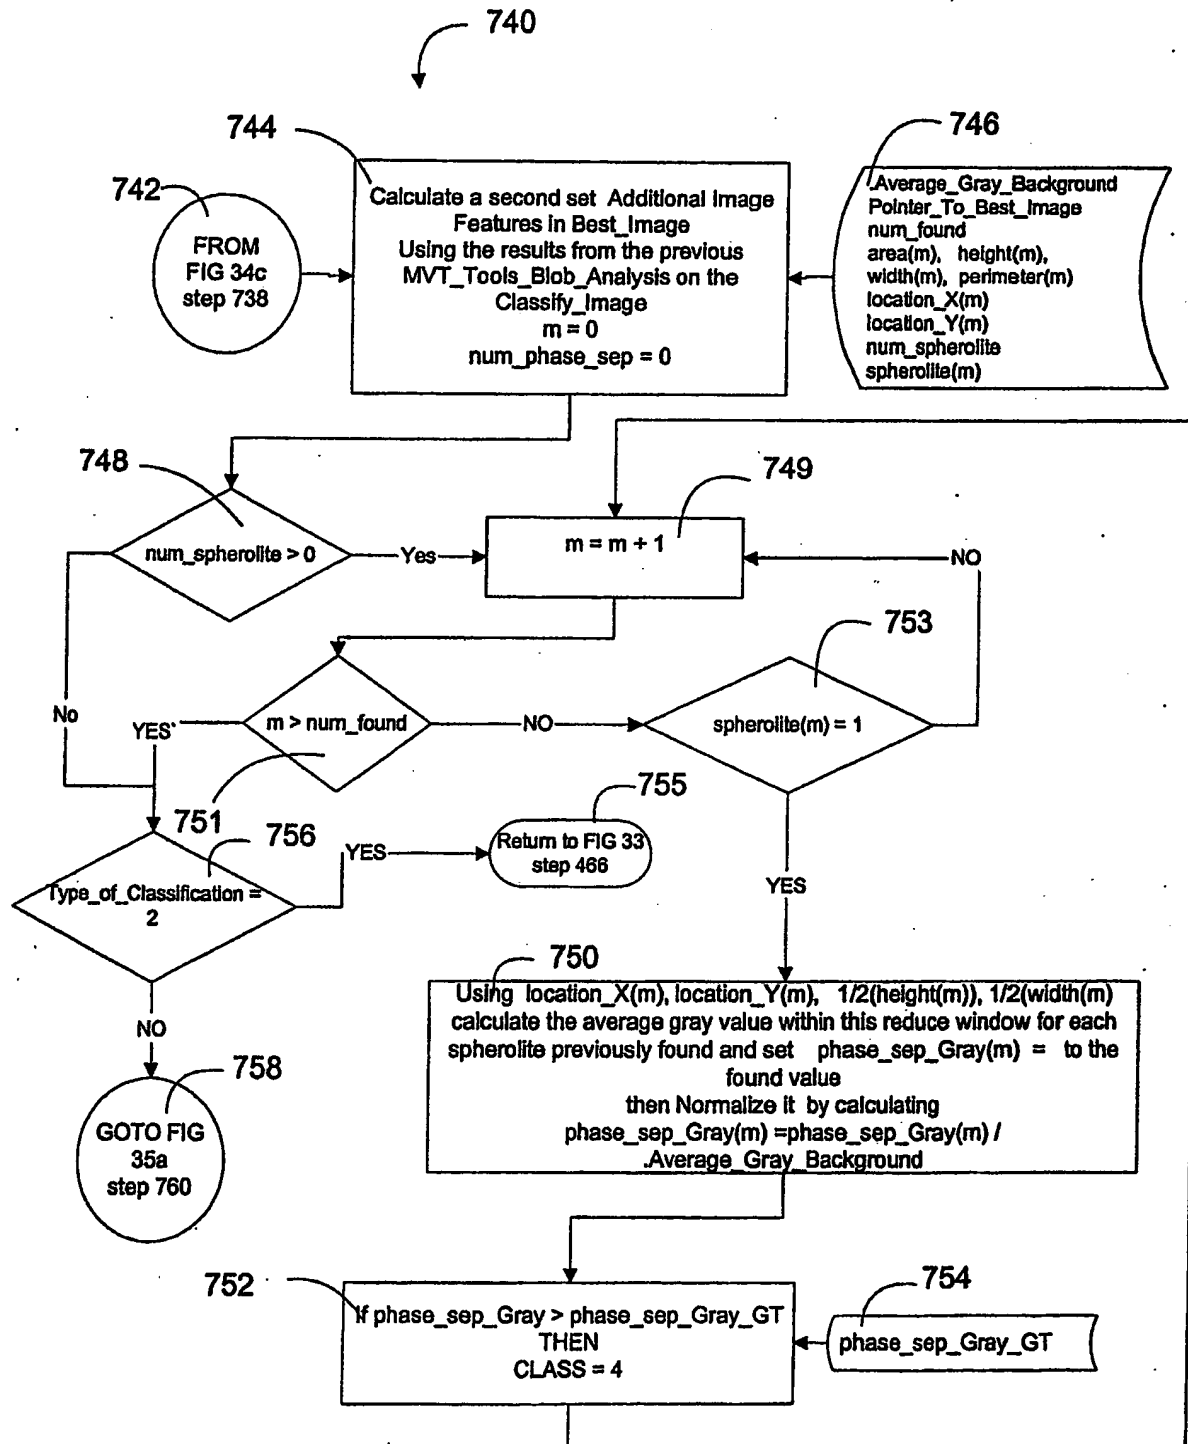 740
744
746
742
FROM
FIG 34c
step 738
Calculate a second set Additional Image
Features in Best_Image
Using the results from the previous
MVT_Tools_Blob_Analysis on the
Classify_Image
m = 0
num_phase_sep = 0
.Average_Gray_Background
Pointer_To_Best_Image
num_found
area(m), height(m),
width(m), perimeter(m)
location_X(m)
location_Y(m)
num_spherolite
spherolite(m)
748
749
num_spherolite > 0
Yes
m = m + 1
NO
753
No
YES
m > num_found
NO
spherolite(m) = 1
751
756
755
Return to FIG 33
step 466
YES
Type_of_Classification =
2
YES
NO
750
Using location_X(m), location_Y(m), 1/2(height(m)), 1/2(width(m)
calculate the average gray value within this reduce window for each
spherolite previously found and set phase_sep_Gray(m) = to the
found value
then Normalize it by calculating
phase_sep_Gray(m) =phase_sep_Gray(m) /
.Average_Gray_Background
758
GOTO FIG
35a
step 760
752
754
If phase_sep_Gray > phase_sep_Gray_GT
THEN
CLASS = 4
phase_sep_Gray_GT